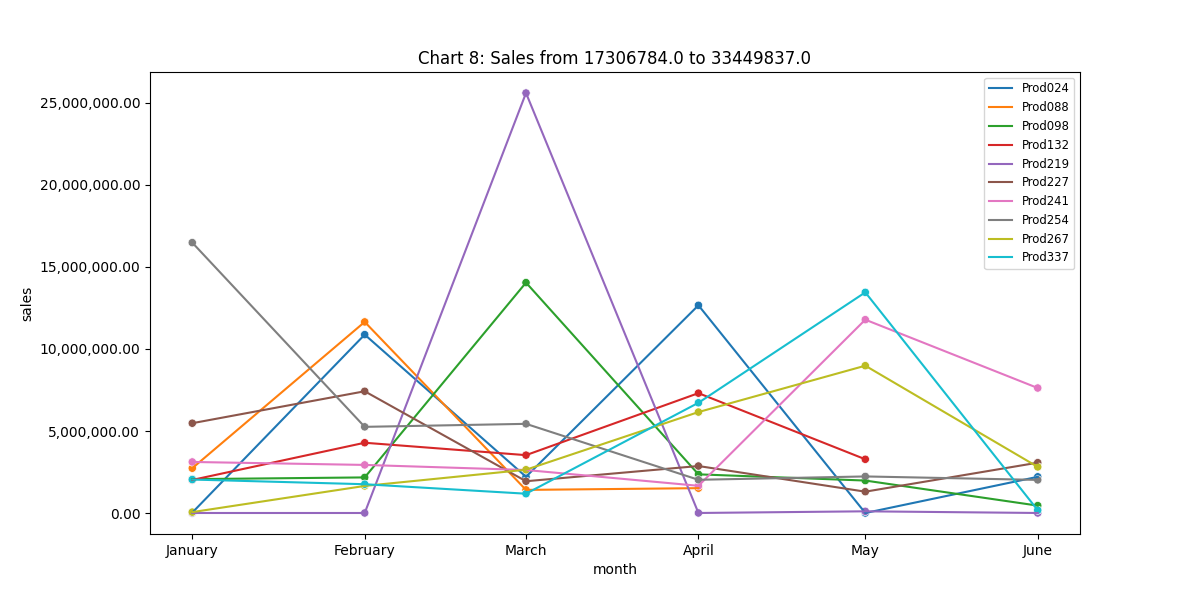 Chart 8: Sales from 17306784.0 to 33449837.0
25,000,000.00
20,000,000.00
15,000,000.00
10,000,000.00
5,000,000.00
0.00
sales
January February March April May June
month
Prod024
Prod088
Prod098
Prod132
Prod219
Prod227
Prod241
Prod254
Prod267
Prod337